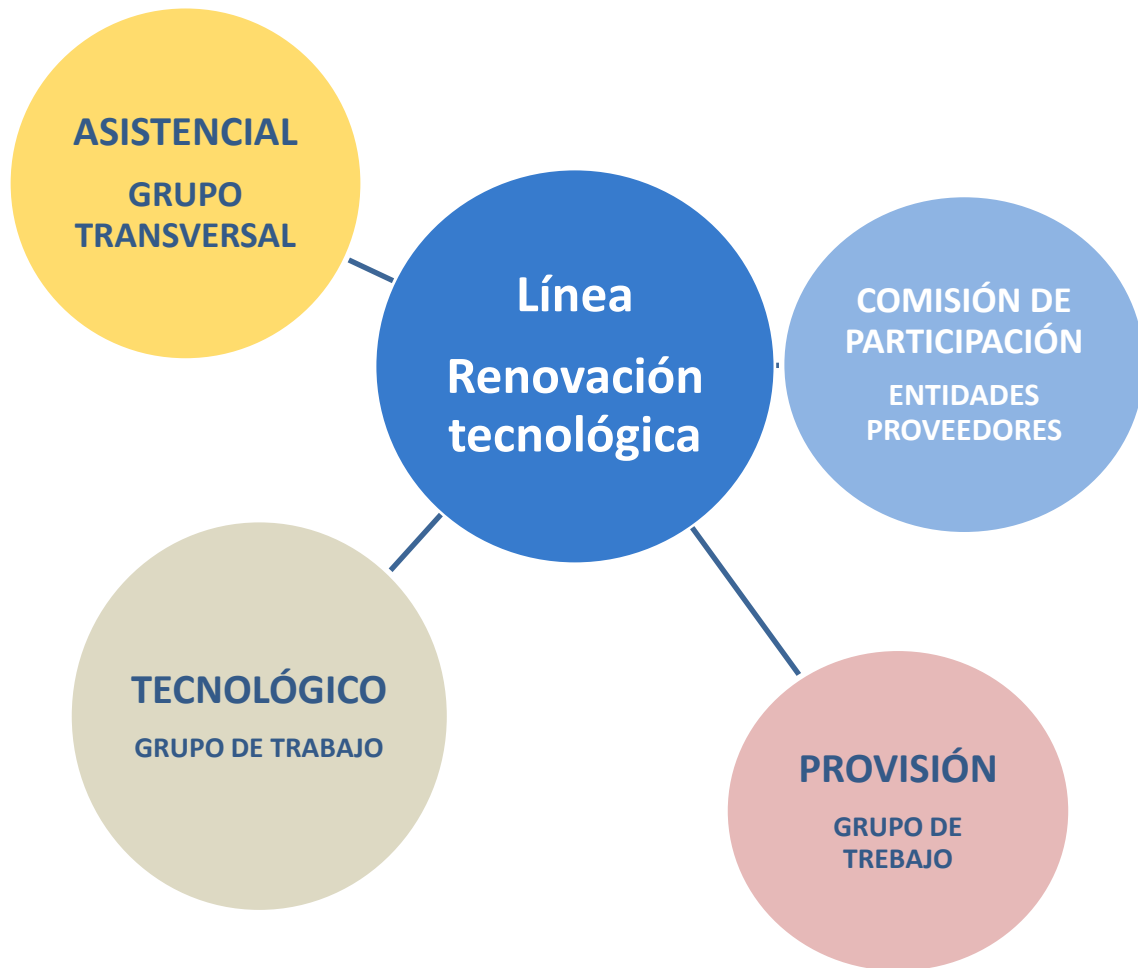 ASISTENCIAL
GRUPO
TRANSVERSAL
Línea
Renovación
tecnológica
COMISIÓN DE
PARTICIPACIÓN
ENTIDADES
PROVEEDORES
TECNOLÓGICO
GRUPO DE TRABAJO
PROVISIÓN
GRUPO DE
TREBAJO